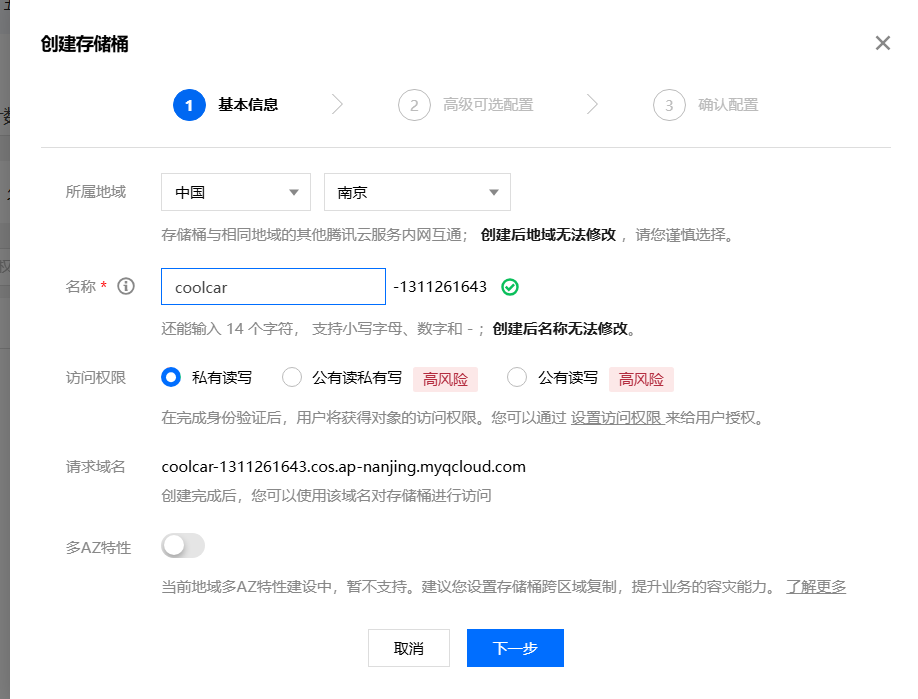 创建存储桶
1 基本信息 2 高级可选配置 3 确认配置
所属地域 中国 南京
存储桶与相同地域的其他腾讯云服务内网互通； 创建后地域无法修改 ，请您谨慎选择。
名称 * coolcar -1311261643
还能输入 14 个字符， 支持小写字母、数字和 - ；创建后名称无法修改。
访问权限 私有读写 公有读私有写 高风险 公有读写 高风险
在完成身份验证后，用户将获得对象的访问权限。您可以通过 设置访问权限 来给用户授权。
请求域名 coolcar-1311261643.cos.ap-nanjing.myqcloud.com
创建完成后，您可以使用该域名对存储桶进行访问
多AZ特性
当前地域多AZ特性建设中，暂不支持。建议您设置存储桶跨区域复制，提升业务的容灾能力。 了解更多
取消 下一步